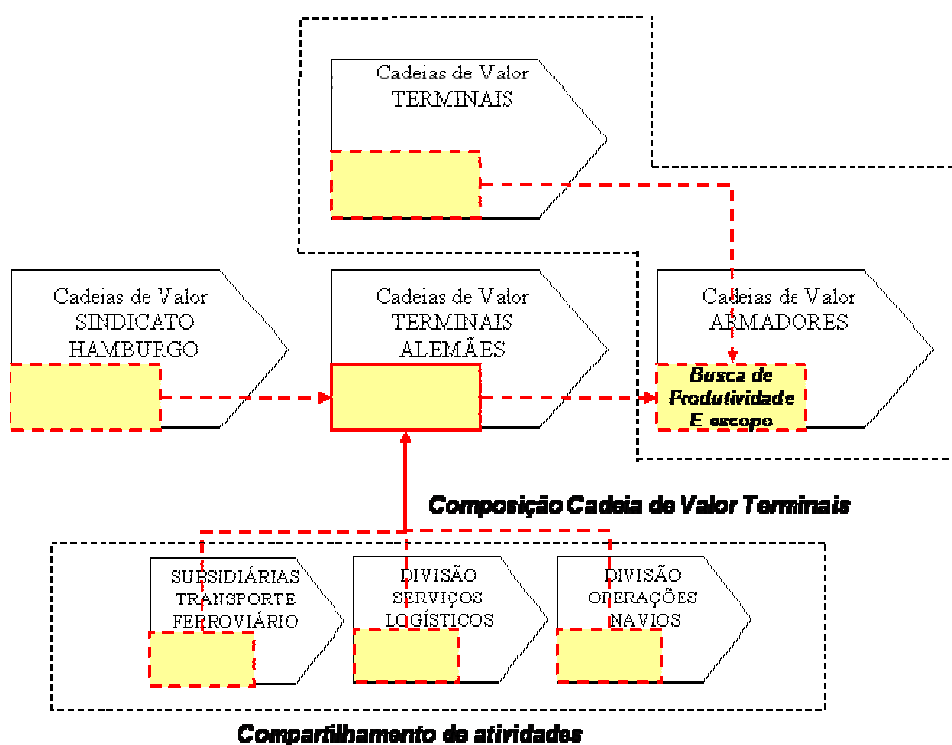 Cadeias de Valor
TERMINAIS
Cadeias de Valor
SINDICATO
HAMBURGO
Cadeias de Valor
TERMINAIS
ALEMÃES
Cadeias de Valor
ARMADORES
Busca de
Produtividade
E escopo
Composição Cadeia de Valor Terminais
SUBSIDIÁRIAS
TRANSPORTE
FERROVIÁRIO
DIVISÃO
SERVIÇOS
LOGÍSTICOS
DIVISÃO
OPERAÇÕES
NAVIOS
Compartilhamento de atividades